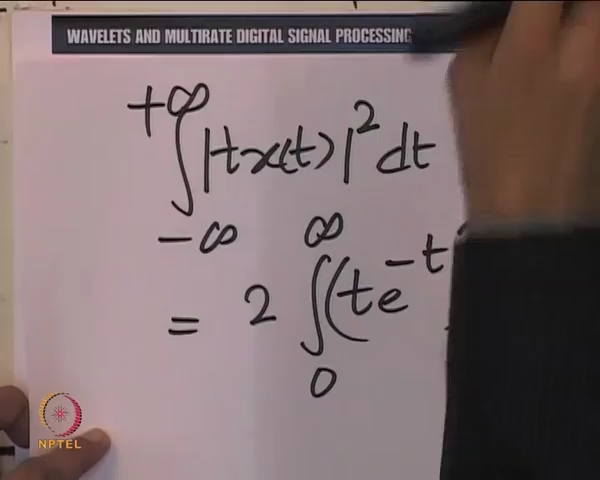 WAVELETS AND MULTIRATE DIGITAL SIGNAL PROCESSING
+∞
∫ |tx(t)|² dt
-∞
∞
= 2 ∫ (te^-t
0
NPTEL